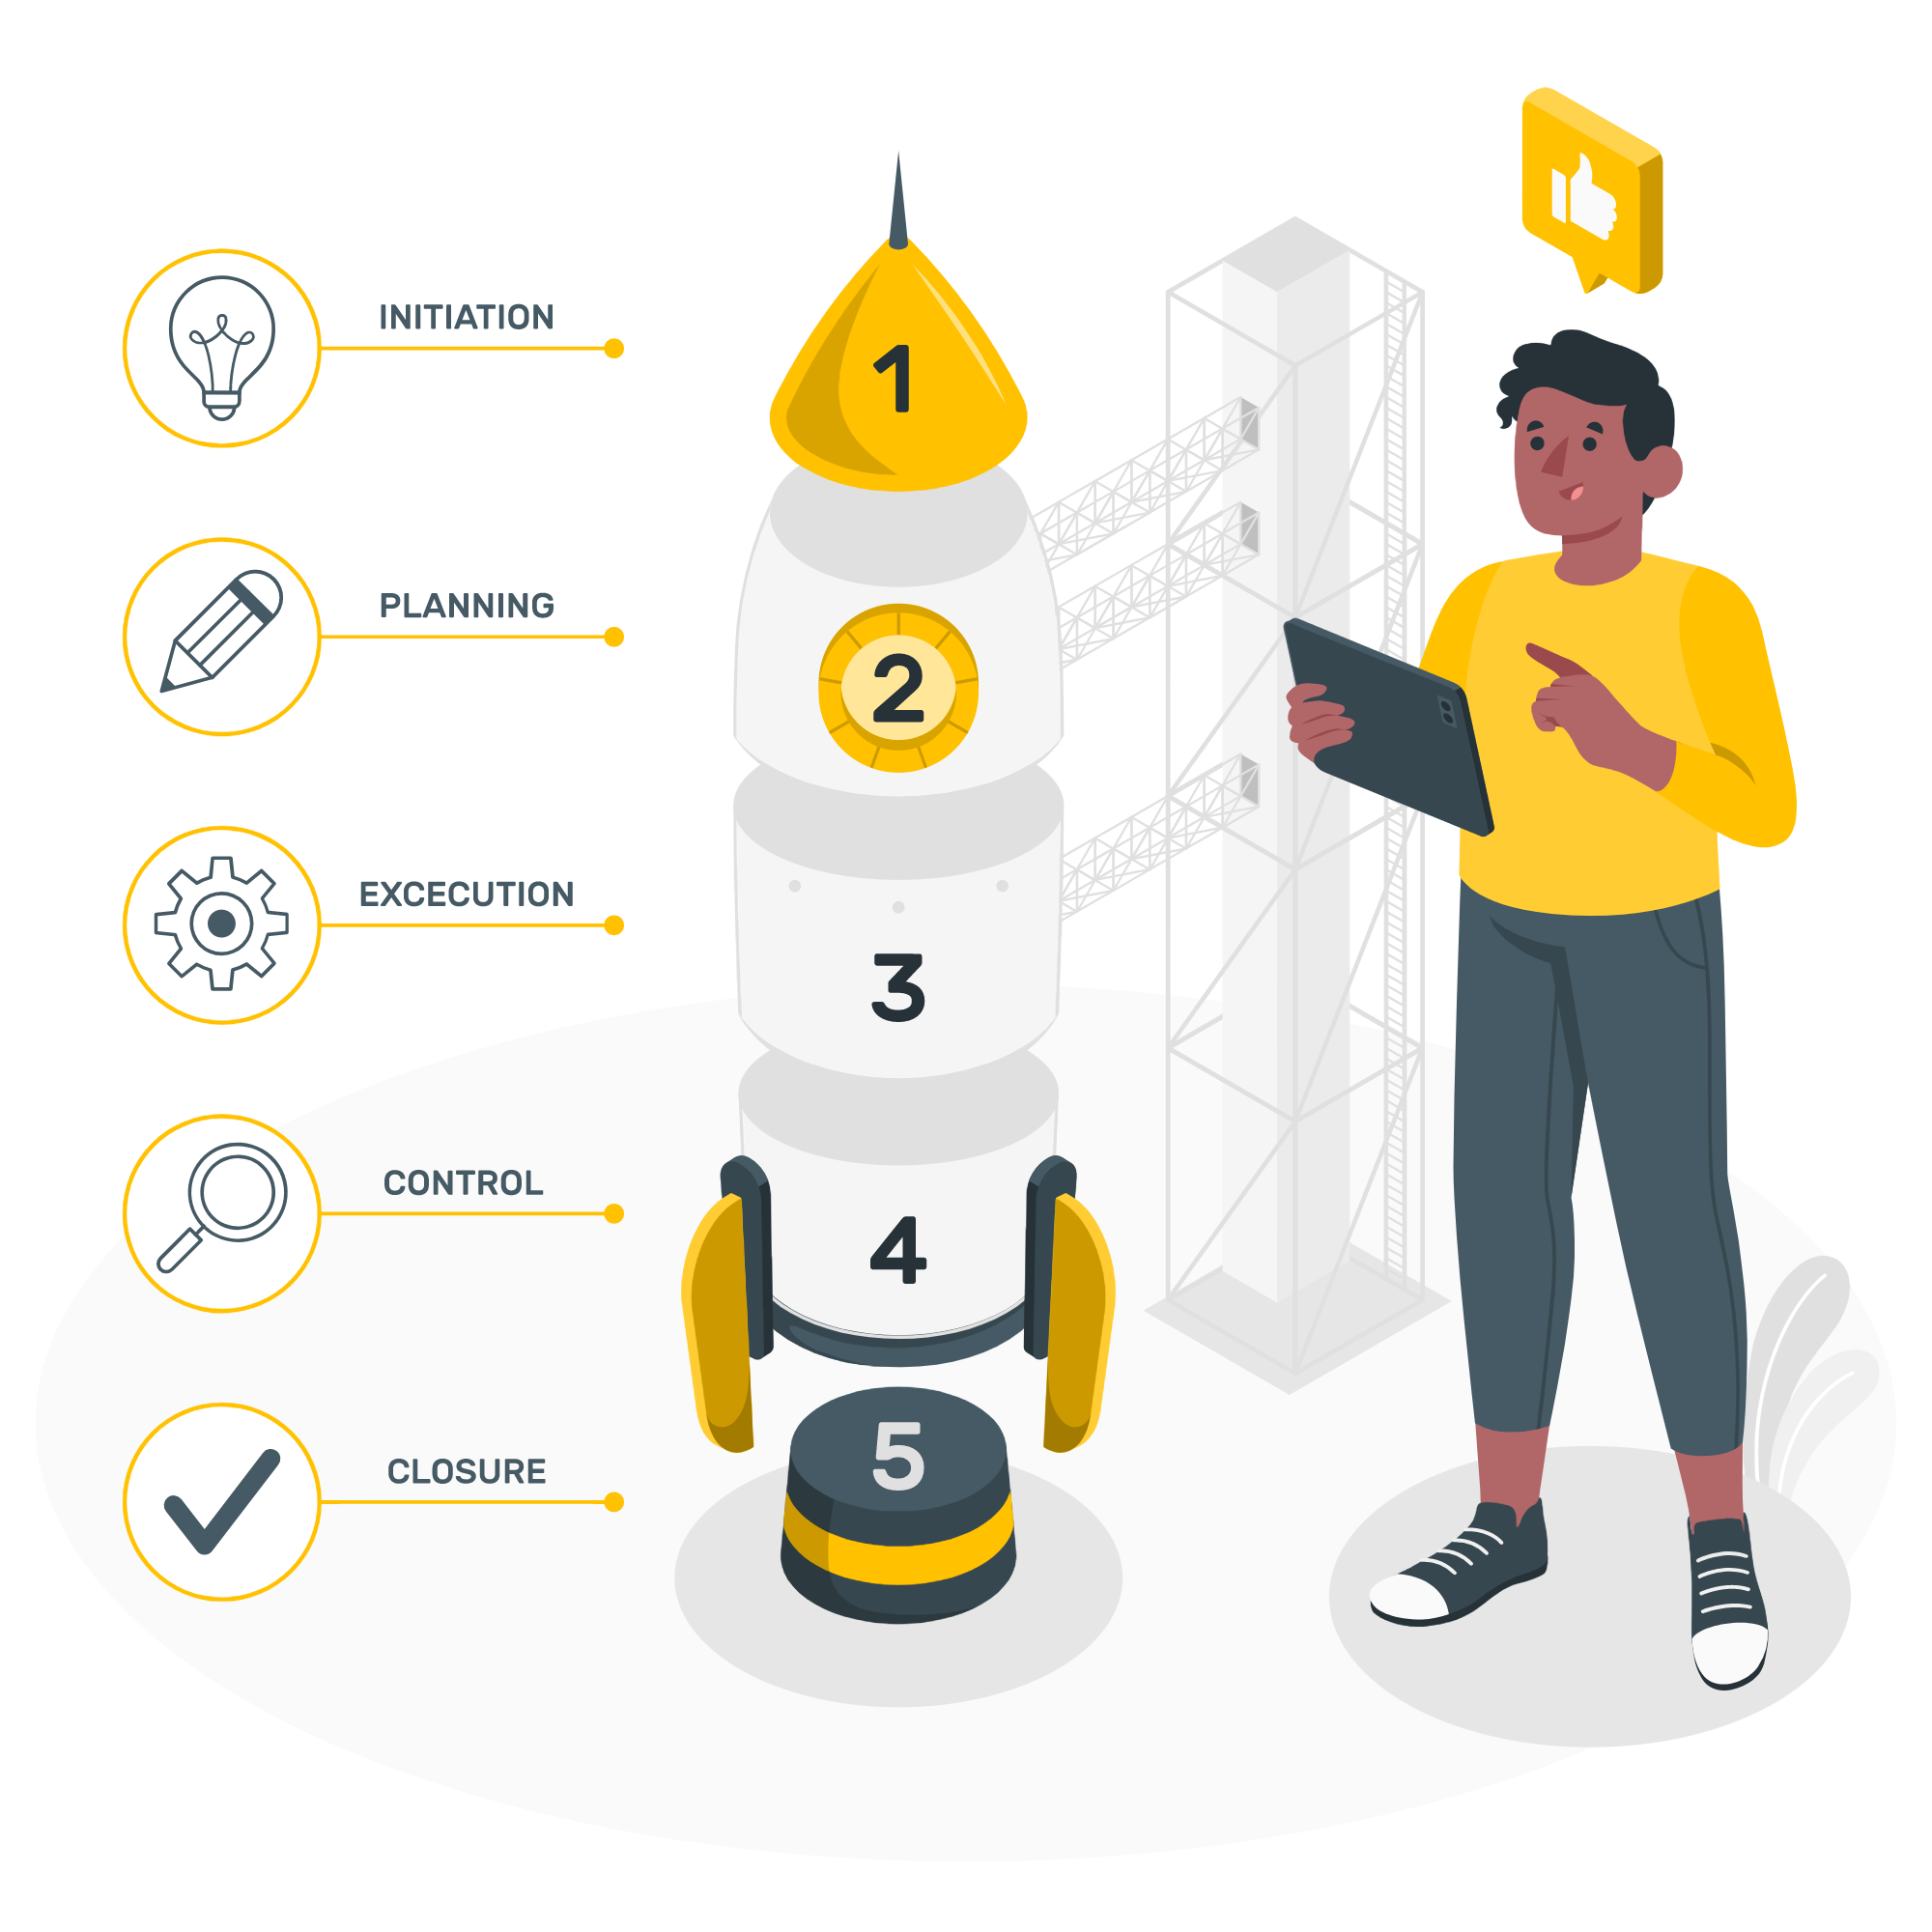 INITIATION
1
PLANNING
2
EXCECUTION
3
CONTROL
4
CLOSURE
5